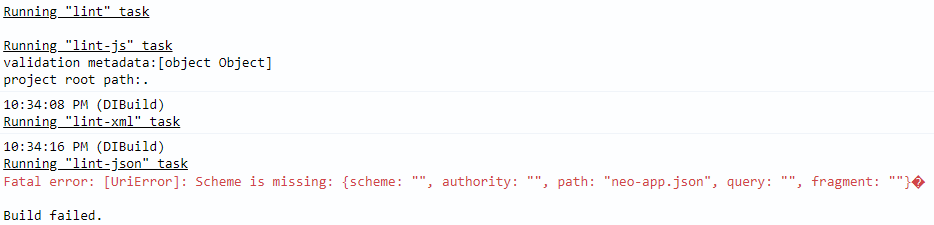 Running "lint" task
Running "lint-js" task
validation metadata:[object Object]
project root path:.
10:34:08 PM (DIBuild)
Running "lint-xml" task
10:34:16 PM (DIBuild)
Running "lint-json" task
Fatal error: [UriError]: Scheme is missing: {scheme: "", authority: "", path: "neo-app.json", query: "", fragment: ""}�
Build failed.